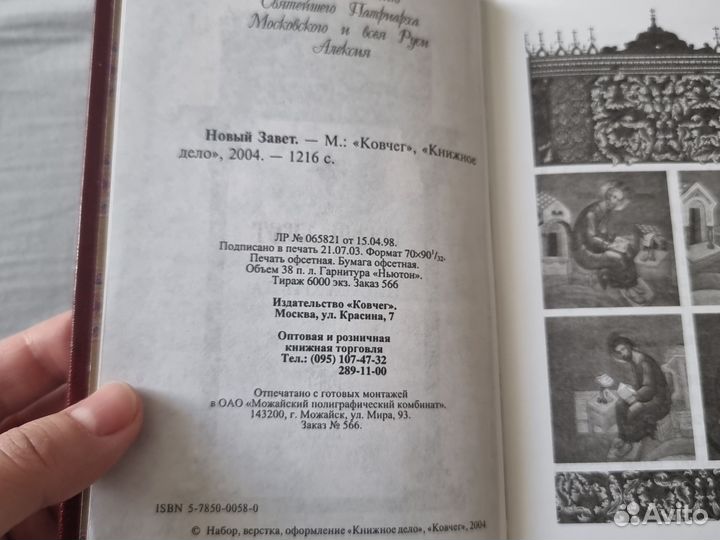 Святейшего Патриарха
Московского и всея Руси
Алексия
Новый Завет. — М.: «Ковчег», «Книжное
дело», 2004. — 1216 с.
ЛР № 065821 от 15.04.98.
Подписано в печать 21.07.03. Формат 70×90 1/32.
Печать офсетная. Бумага офсетная.
Объем 38 п. л. Гарнитура «Ньютон».
Тираж 6000 экз. Заказ 566
Издательство «Ковчег».
Москва, ул. Красина, 7
Оптовая и розничная
книжная торговля
Тел.: (095) 107-47-32
289-11-00
Отпечатано с готовых монтажей
в ОАО «Можайский полиграфический комбинат».
143200, г. Можайск, ул. Мира, 93.
Заказ № 566.
ISBN 5-7850-0058-0
© Набор, верстка, оформление «Книжное дело», «Ковчег», 2004
Avito